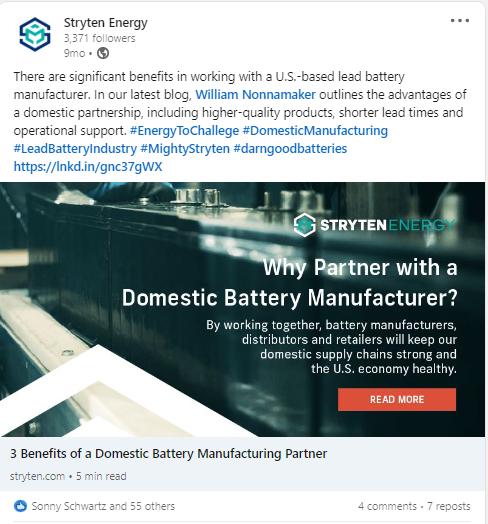 Stryten Energy
3,371 followers
9mo •
There are significant benefits in working with a U.S.-based lead battery
manufacturer. In our latest blog, William Nonnamaker outlines the advantages of
a domestic partnership, including higher-quality products, shorter lead times and
operational support. #EnergyToChallege #DomesticManufacturing
#LeadBatteryIndustry #MightyStryten #darngoodbatteries
https://lnkd.in/gnc37gWX
STRYTEN ENERGY
Why Partner with a
Domestic Battery Manufacturer?
By working together, battery manufacturers,
distributors and retailers will keep our
domestic supply chains strong and
the U.S. economy healthy.
READ MORE
3 Benefits of a Domestic Battery Manufacturing Partner
stryten.com • 5 min read
Sonny Schwartz and 55 others
4 comments • 7 reposts